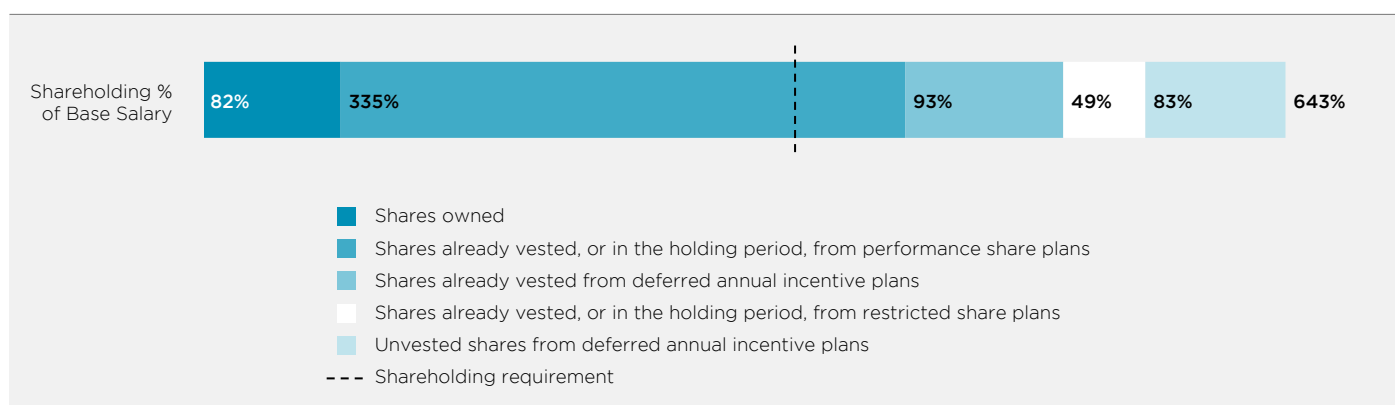 Shareholding %
of Base Salary
82% 335% 93% 49% 83% 643%
Shares owned
Shares already vested, or in the holding period, from performance share plans
Shares already vested from deferred annual incentive plans
Shares already vested, or in the holding period, from restricted share plans
Unvested shares from deferred annual incentive plans
Shareholding requirement